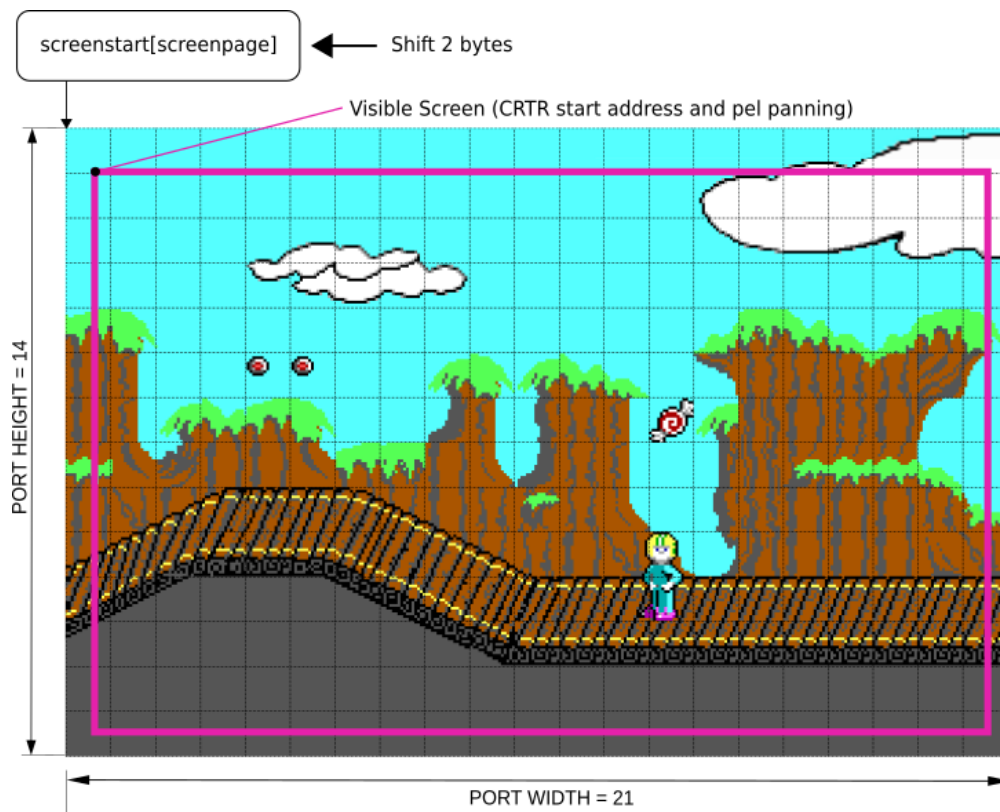 screenstart[screenpage]
Shift 2 bytes
Visible Screen (CRTR start address and pel panning)
PORT HEIGHT = 14
PORT WIDTH = 21